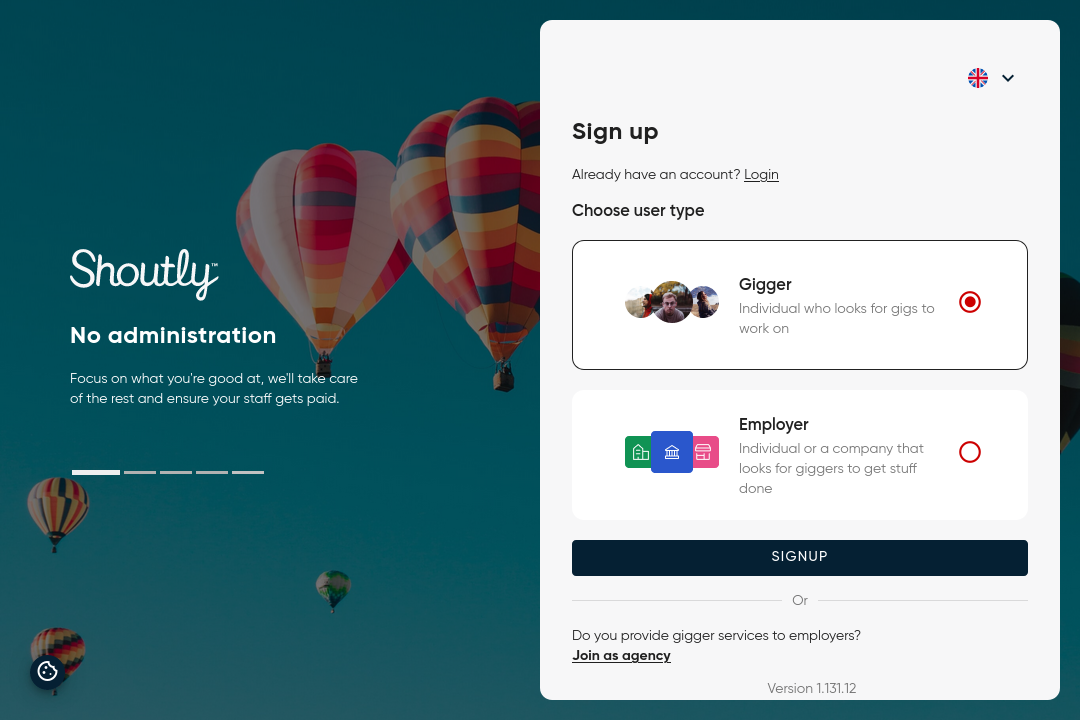 Shoutly™
No administration
Focus on what you're good at, we'll take care
of the rest and ensure your staff gets paid.
Sign up
Already have an account? Login
Choose user type
Gigger
Individual who looks for gigs to
work on
Employer
Individual or a company that
looks for giggers to get stuff
done
SIGNUP
Or
Do you provide gigger services to employers?
Join as agency
Version 1.131.12